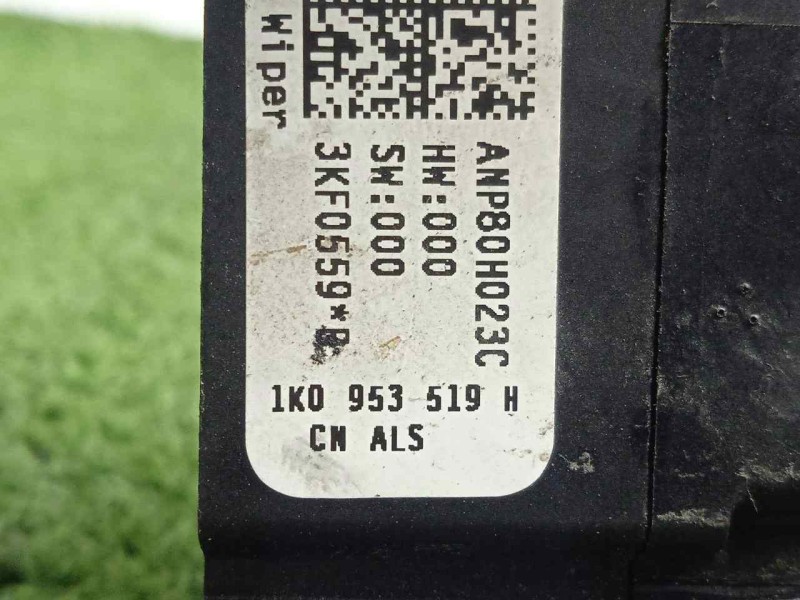 wiper
ANP80H023C
HW:000
SW:000
3KF0559*B
1K0 953 519 H
CN ALS